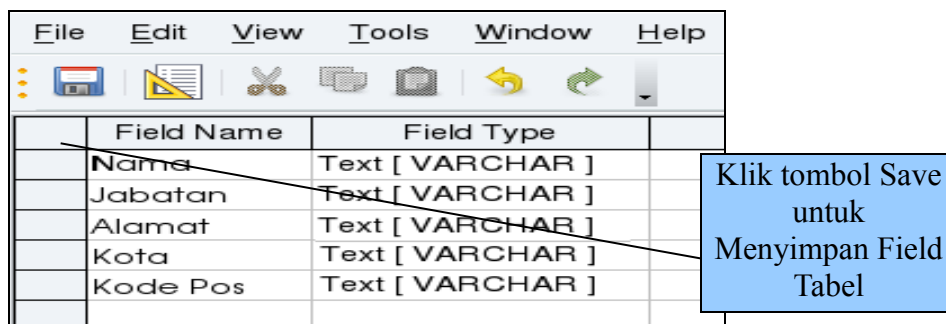 File Edit View Tools Window Help
Field Name Field Type
Nama Text [ VARCHAR ]
Jabatan Text [ VARCHAR ]
Alamat Text [ VARCHAR ]
Kota Text [ VARCHAR ]
Kode Pos Text [ VARCHAR ]
Klik tombol Save
untuk
Menyimpan Field
Tabel